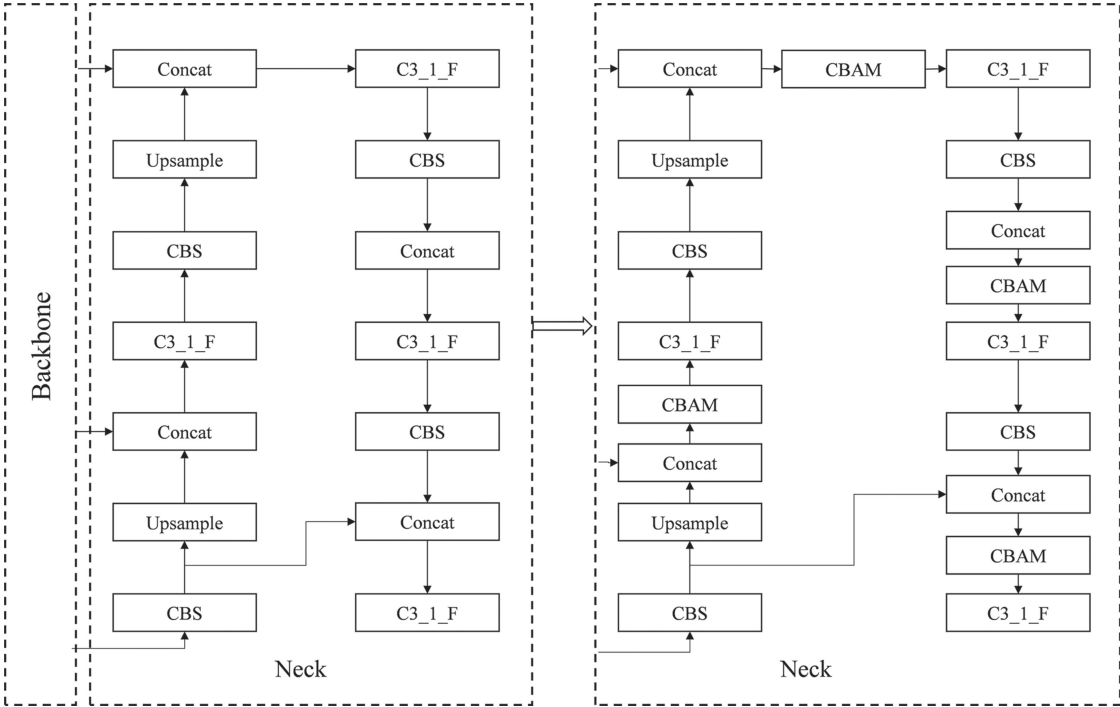 Backbone
Concat
Upsample
CBS
C3_1_F
Concat
Upsample
CBS
C3_1_F
CBS
Concat
C3_1_F
CBS
Concat
C3_1_F
Neck
Concat
Upsample
CBS
C3_1_F
CBAM
Concat
Upsample
CBS
CBAM
C3_1_F
CBS
Concat
CBAM
C3_1_F
CBS
Concat
CBAM
C3_1_F
Neck